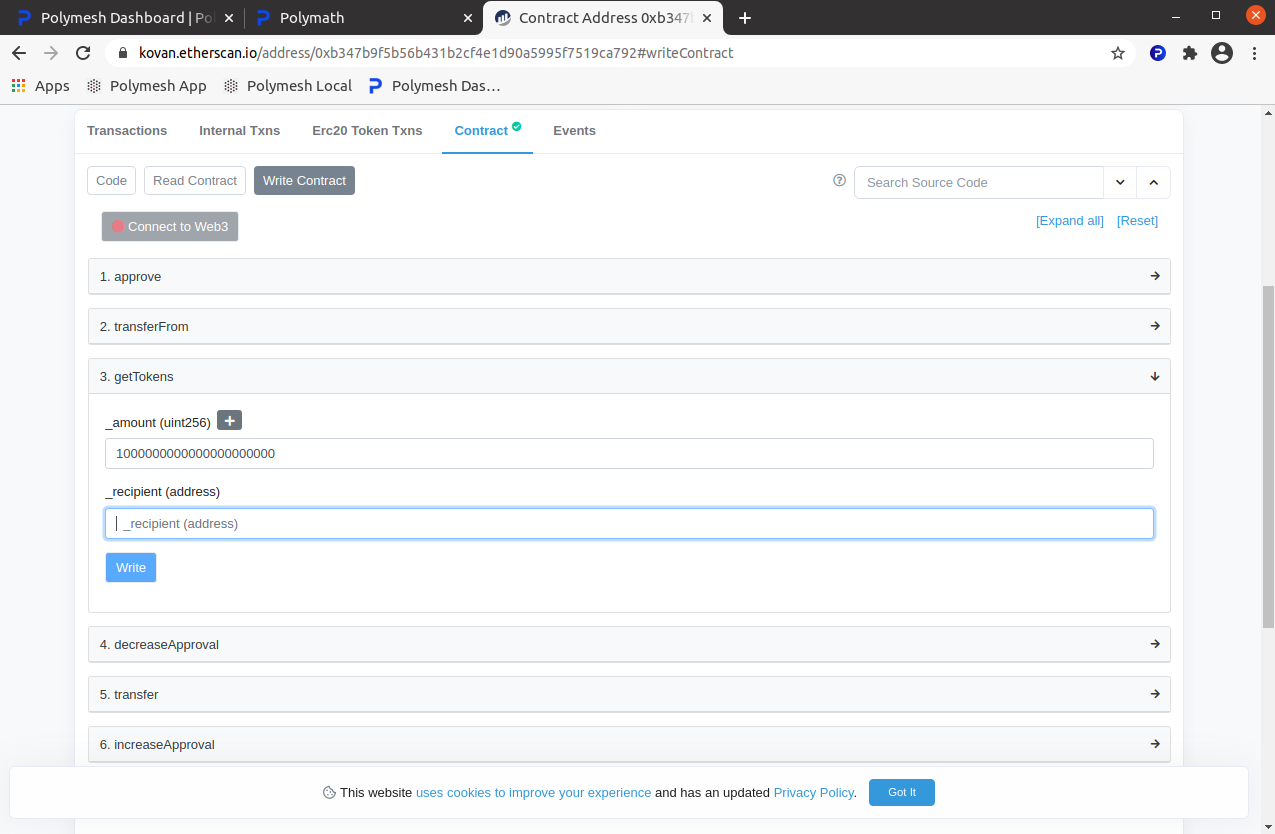 Polymesh Dashboard | Pol
Polymath
Contract Address 0xb347b
kovan.etherscan.io/address/0xb347b9f5b56b431b2cf4e1d90a5995f7519ca792#writeContract
Apps Polymesh App Polymesh Local Polymesh Das…
Transactions Internal Txns Erc20 Token Txns Contract Events
Code Read Contract Write Contract Search Source Code
Connect to Web3 [Expand all] [Reset]
1. approve
2. transferFrom
3. getTokens
_amount (uint256)
1000000000000000000000
_recipient (address)
_recipient (address)
Write
4. decreaseApproval
5. transfer
6. increaseApproval
This website uses cookies to improve your experience and has an updated Privacy Policy. Got It